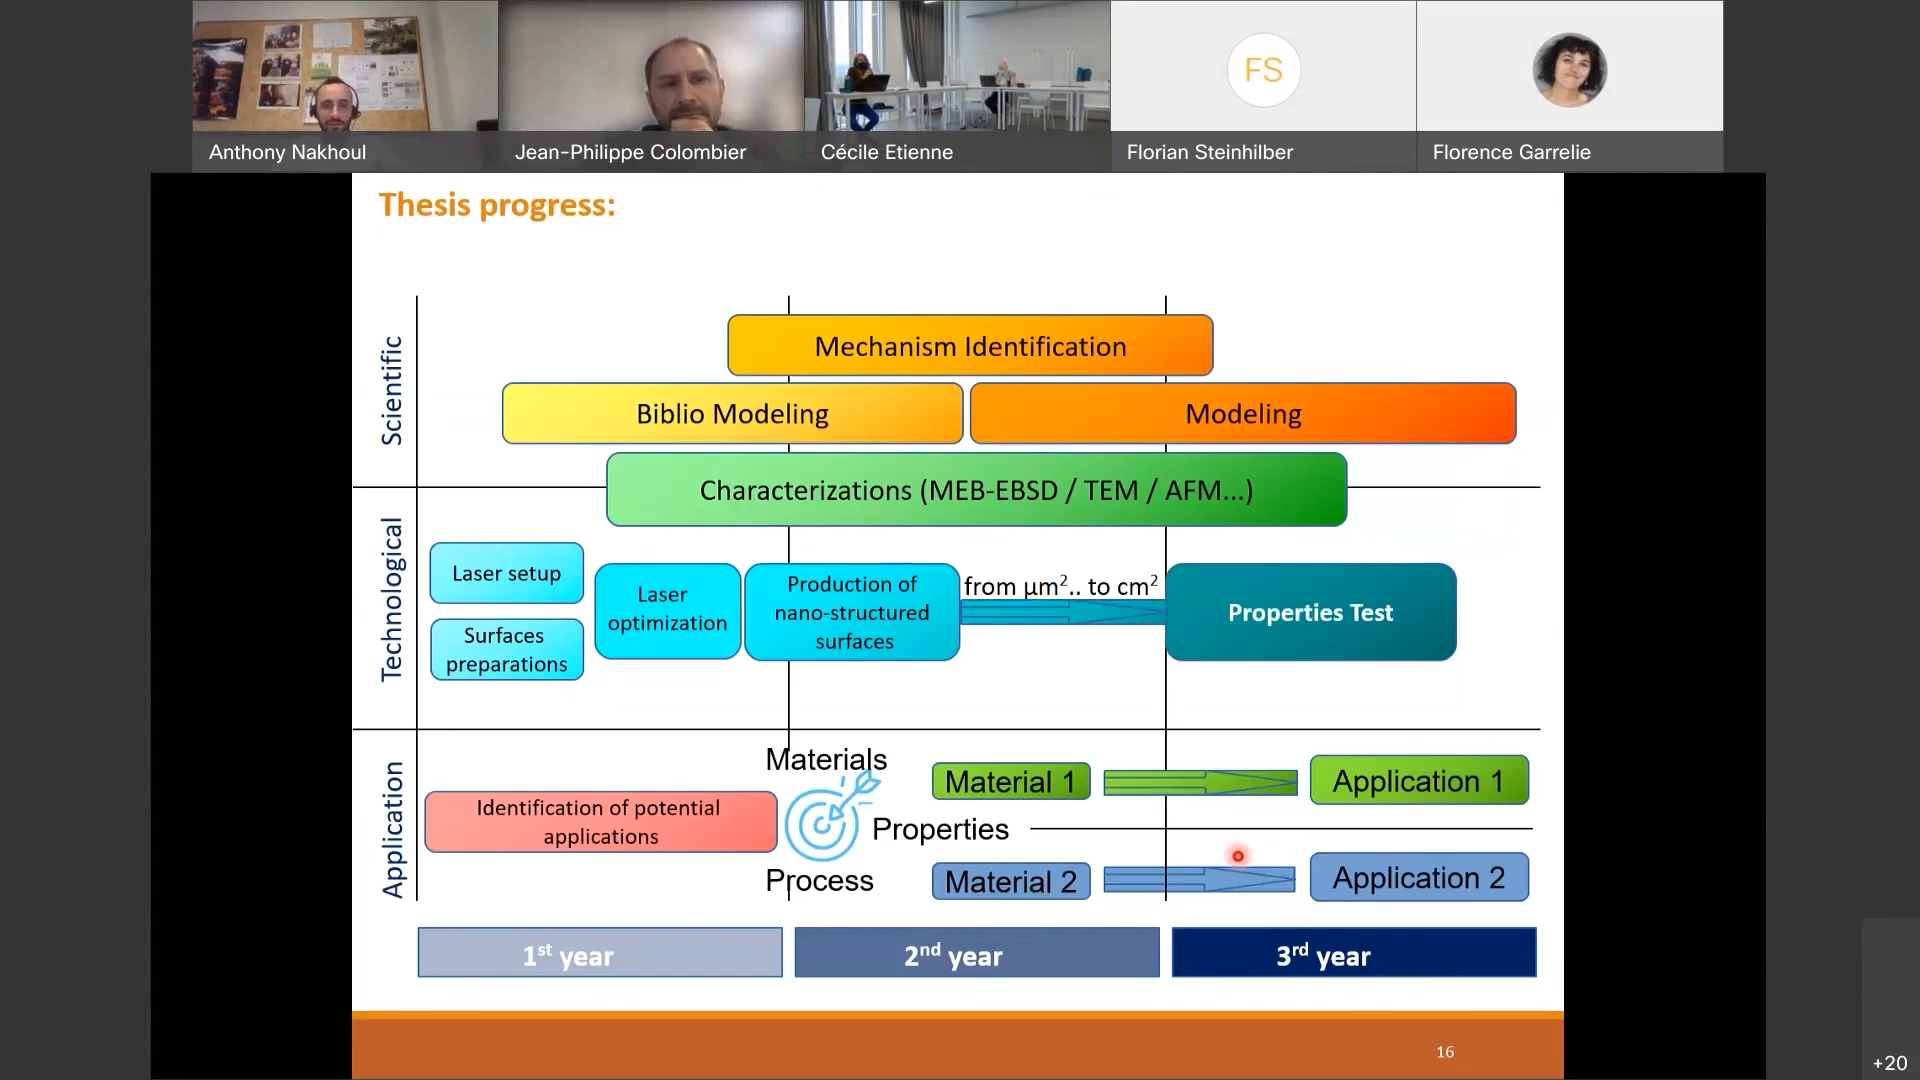 Anthony Nakhoul
Jean-Philippe Colombier
Cécile Etienne
FS
Florian Steinhilber
Florence Garrelie
Thesis progress:
Scientific
Mechanism Identification
Biblio Modeling
Modeling
Characterizations (MEB-EBSD / TEM / AFM...)
Technological
Laser setup
Surfaces
preparations
Laser
optimization
Production of
nano-structured
surfaces
from µm².. to cm²
Properties Test
Application
Identification of potential
applications
Materials
Properties
Process
Material 1
Application 1
Material 2
Application 2
1st year
2nd year
3rd year
16
+20